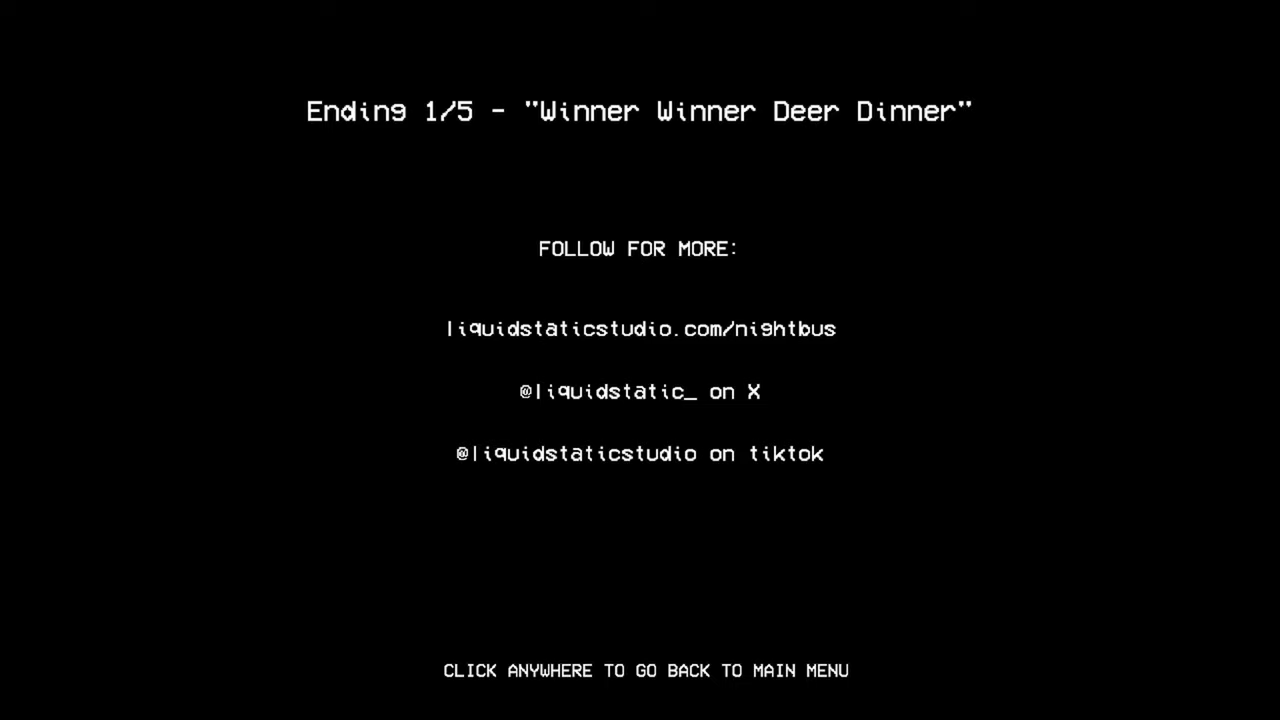 Ending 1/5 - "Winner Winner Deer Dinner"
FOLLOW FOR MORE:
liquidstaticstudio.com/nightbus
@liquidstatic_ on X
@liquidstaticstudio on tiktok
CLICK ANYWHERE TO GO BACK TO MAIN MENU